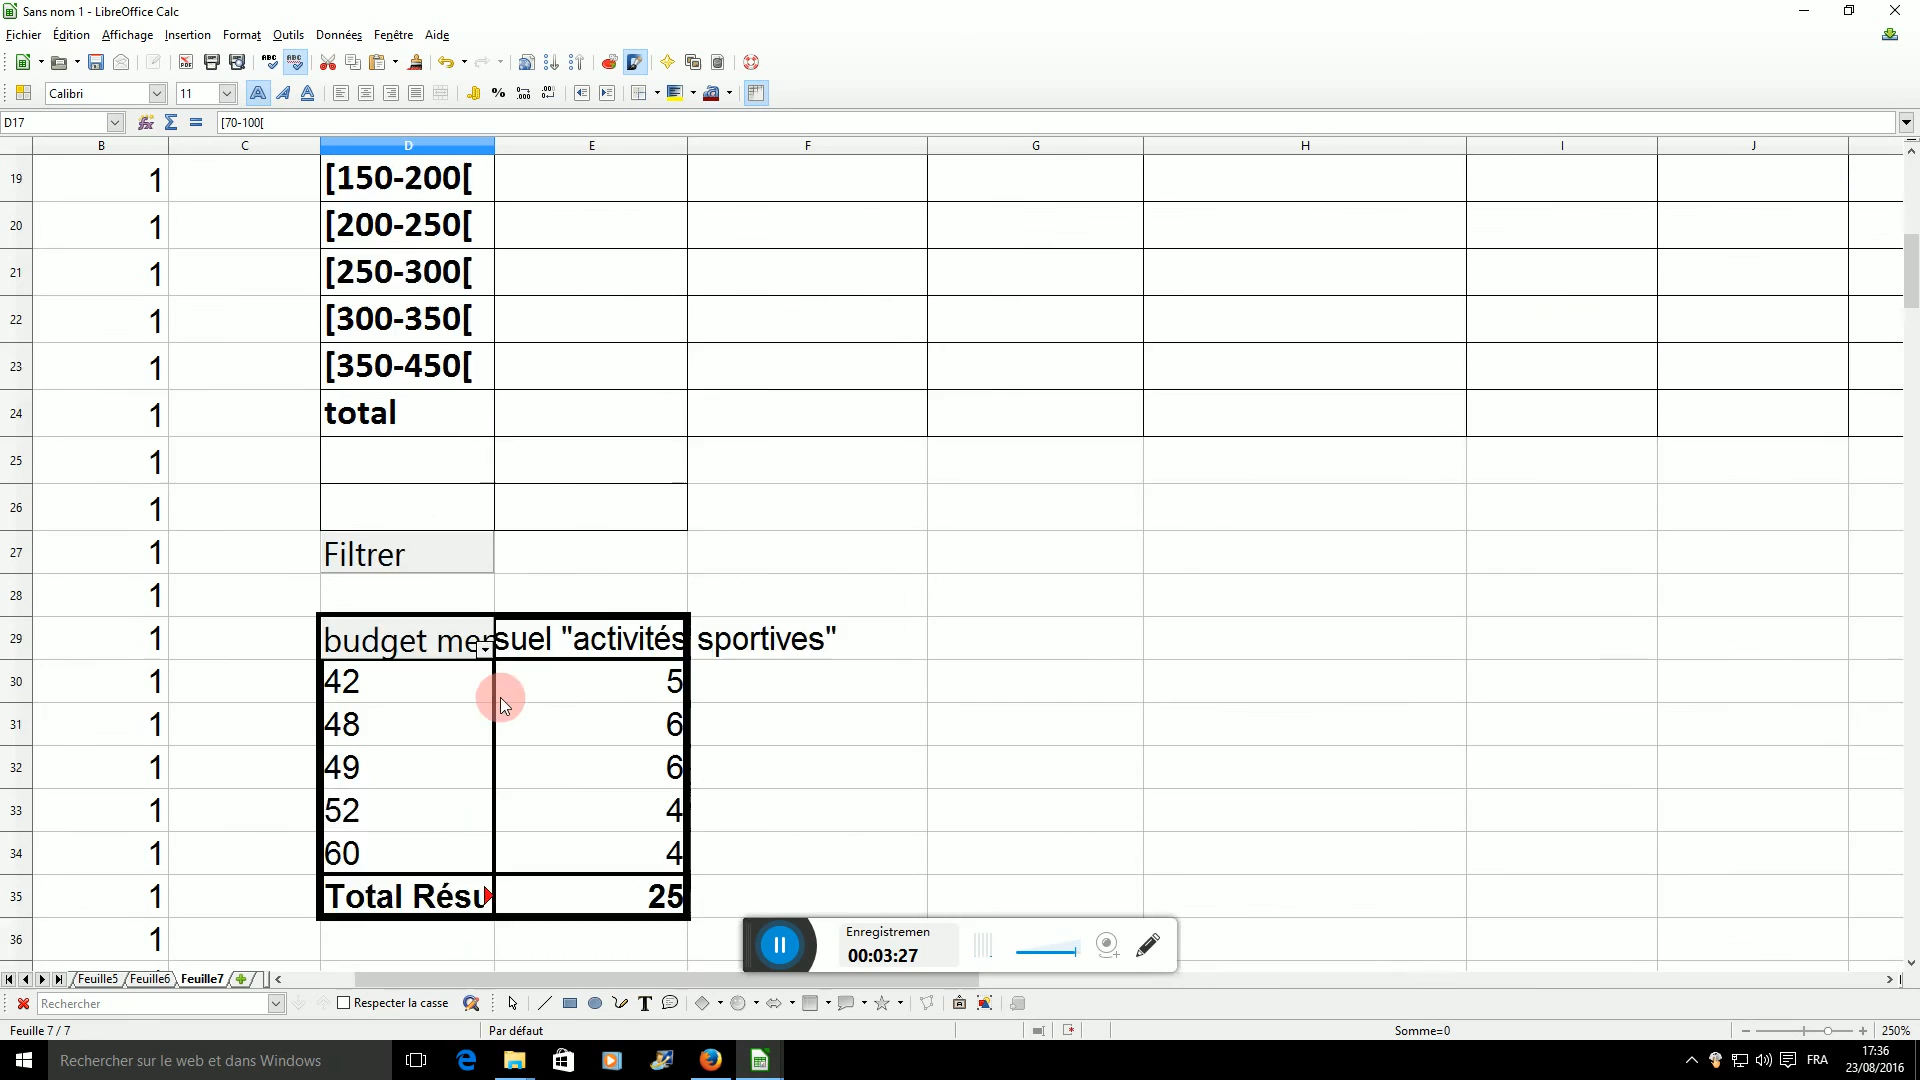 Sans nom 1 - LibreOffice Calc
Fichier Édition Affichage Insertion Format Outils Données Fenêtre Aide
Calibri 11
D17 [70-100[
B C D E F G H I J
19 1 [150-200[
20 1 [200-250[
21 1 [250-300[
22 1 [300-350[
23 1 [350-450[
24 1 total
25 1
26 1
27 1 Filtrer
28 1
29 1 budget mensuel "activités sportives"
30 1 42 5
31 1 48 6
32 1 49 6
33 1 52 4
34 1 60 4
35 1 Total Résu 25
36 1
Enregistremen
00:03:27
Feuille5 Feuille6 Feuille7
Rechercher Respecter la casse
Feuille 7 / 7 Par défaut Somme=0 250%
Rechercher sur le web et dans Windows FRA 17:36
23/08/2016